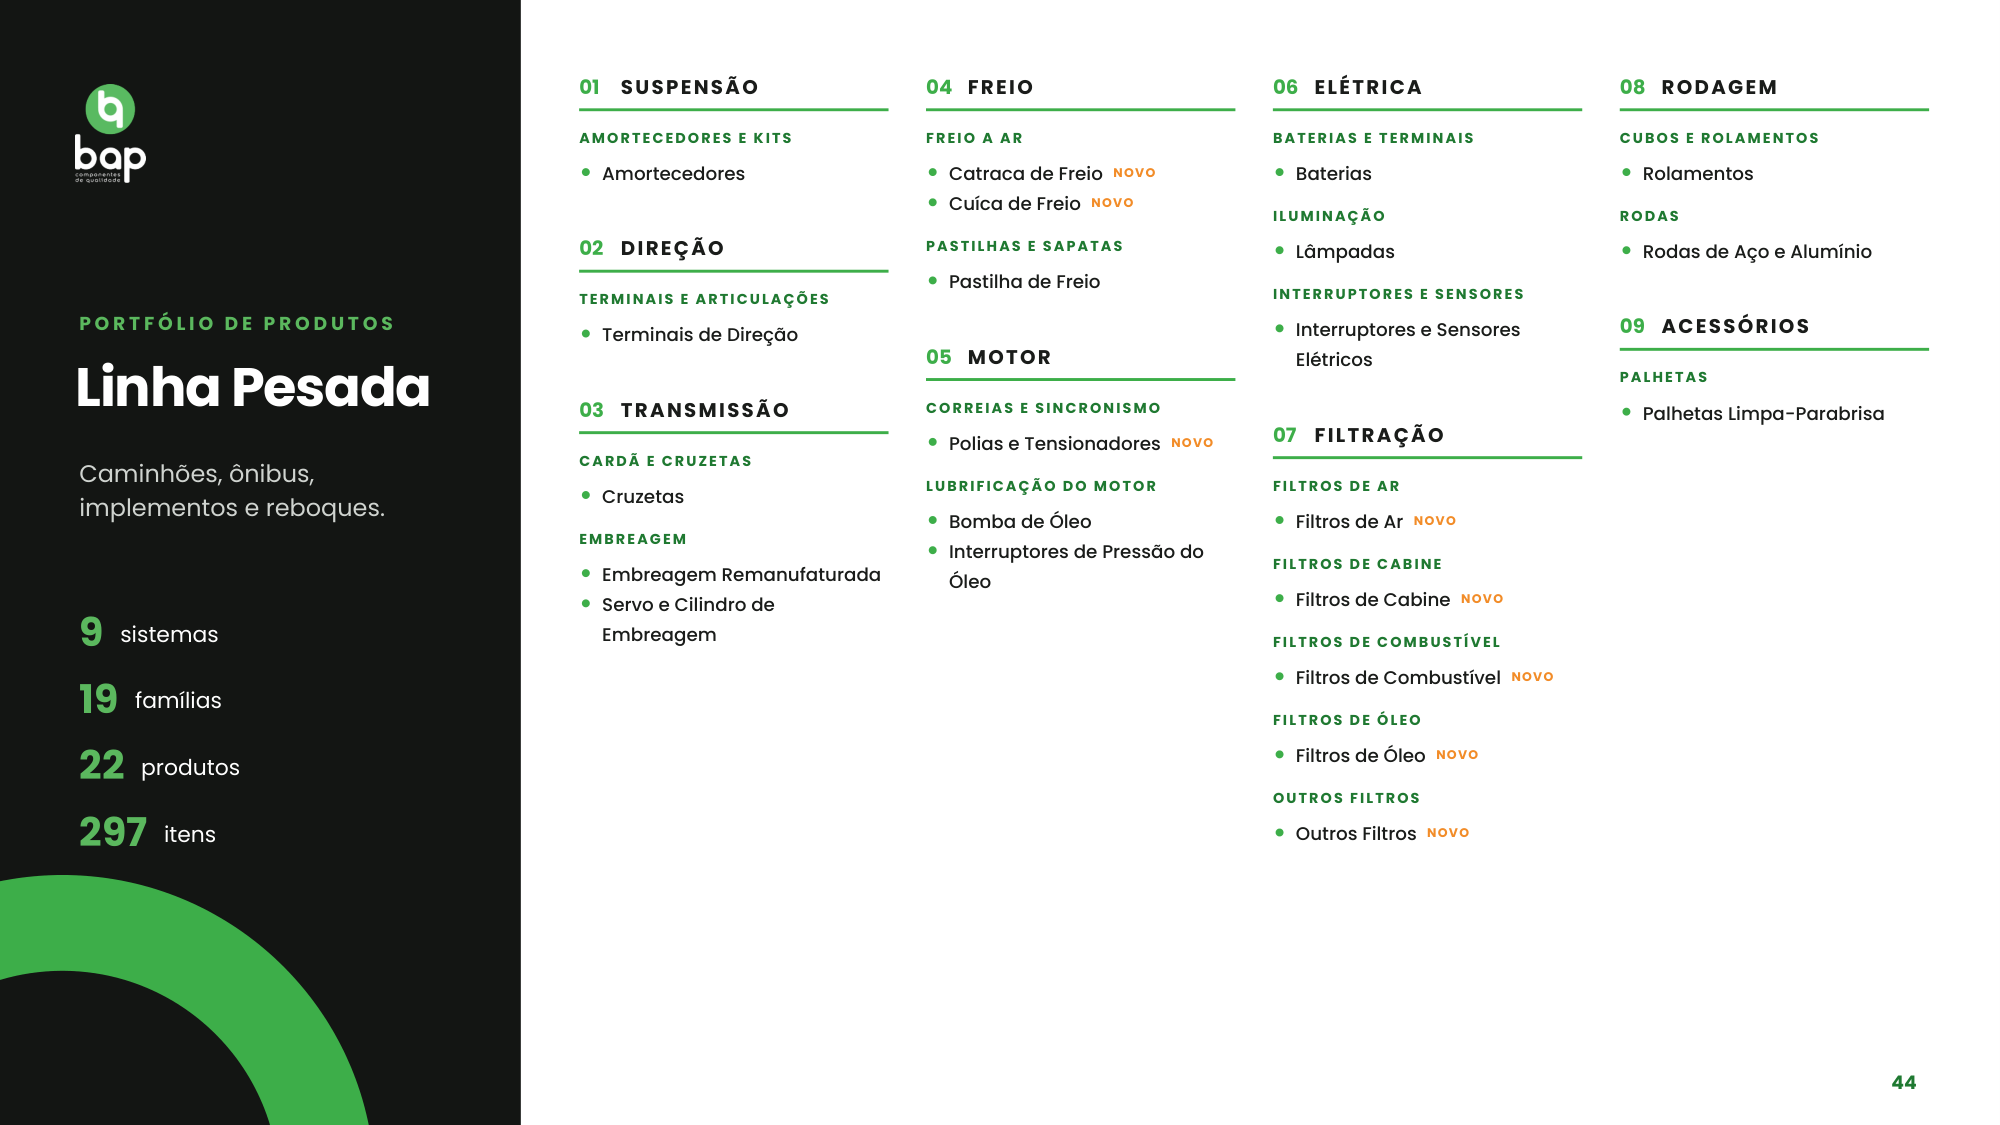 bap
componentes
de qualidade
PORTFÓLIO DE PRODUTOS
Linha Pesada
Caminhões, ônibus,
implementos e reboques.
9 sistemas
19 famílias
22 produtos
297 itens
01 SUSPENSÃO
AMORTECEDORES E KITS
• Amortecedores
02 DIREÇÃO
TERMINAIS E ARTICULAÇÕES
• Terminais de Direção
03 TRANSMISSÃO
CARDÃ E CRUZETAS
• Cruzetas
EMBREAGEM
• Embreagem Remanufaturada
• Servo e Cilindro de
Embreagem
04 FREIO
FREIO A AR
• Catraca de Freio NOVO
• Cuíca de Freio NOVO
PASTILHAS E SAPATAS
• Pastilha de Freio
05 MOTOR
CORREIAS E SINCRONISMO
• Polias e Tensionadores NOVO
LUBRIFICAÇÃO DO MOTOR
• Bomba de Óleo
• Interruptores de Pressão do
Óleo
06 ELÉTRICA
BATERIAS E TERMINAIS
• Baterias
ILUMINAÇÃO
• Lâmpadas
INTERRUPTORES E SENSORES
• Interruptores e Sensores
Elétricos
07 FILTRAÇÃO
FILTROS DE AR
• Filtros de Ar NOVO
FILTROS DE CABINE
• Filtros de Cabine NOVO
FILTROS DE COMBUSTÍVEL
• Filtros de Combustível NOVO
FILTROS DE ÓLEO
• Filtros de Óleo NOVO
OUTROS FILTROS
• Outros Filtros NOVO
08 RODAGEM
CUBOS E ROLAMENTOS
• Rolamentos
RODAS
• Rodas de Aço e Alumínio
09 ACESSÓRIOS
PALHETAS
• Palhetas Limpa-Parabrisa
44